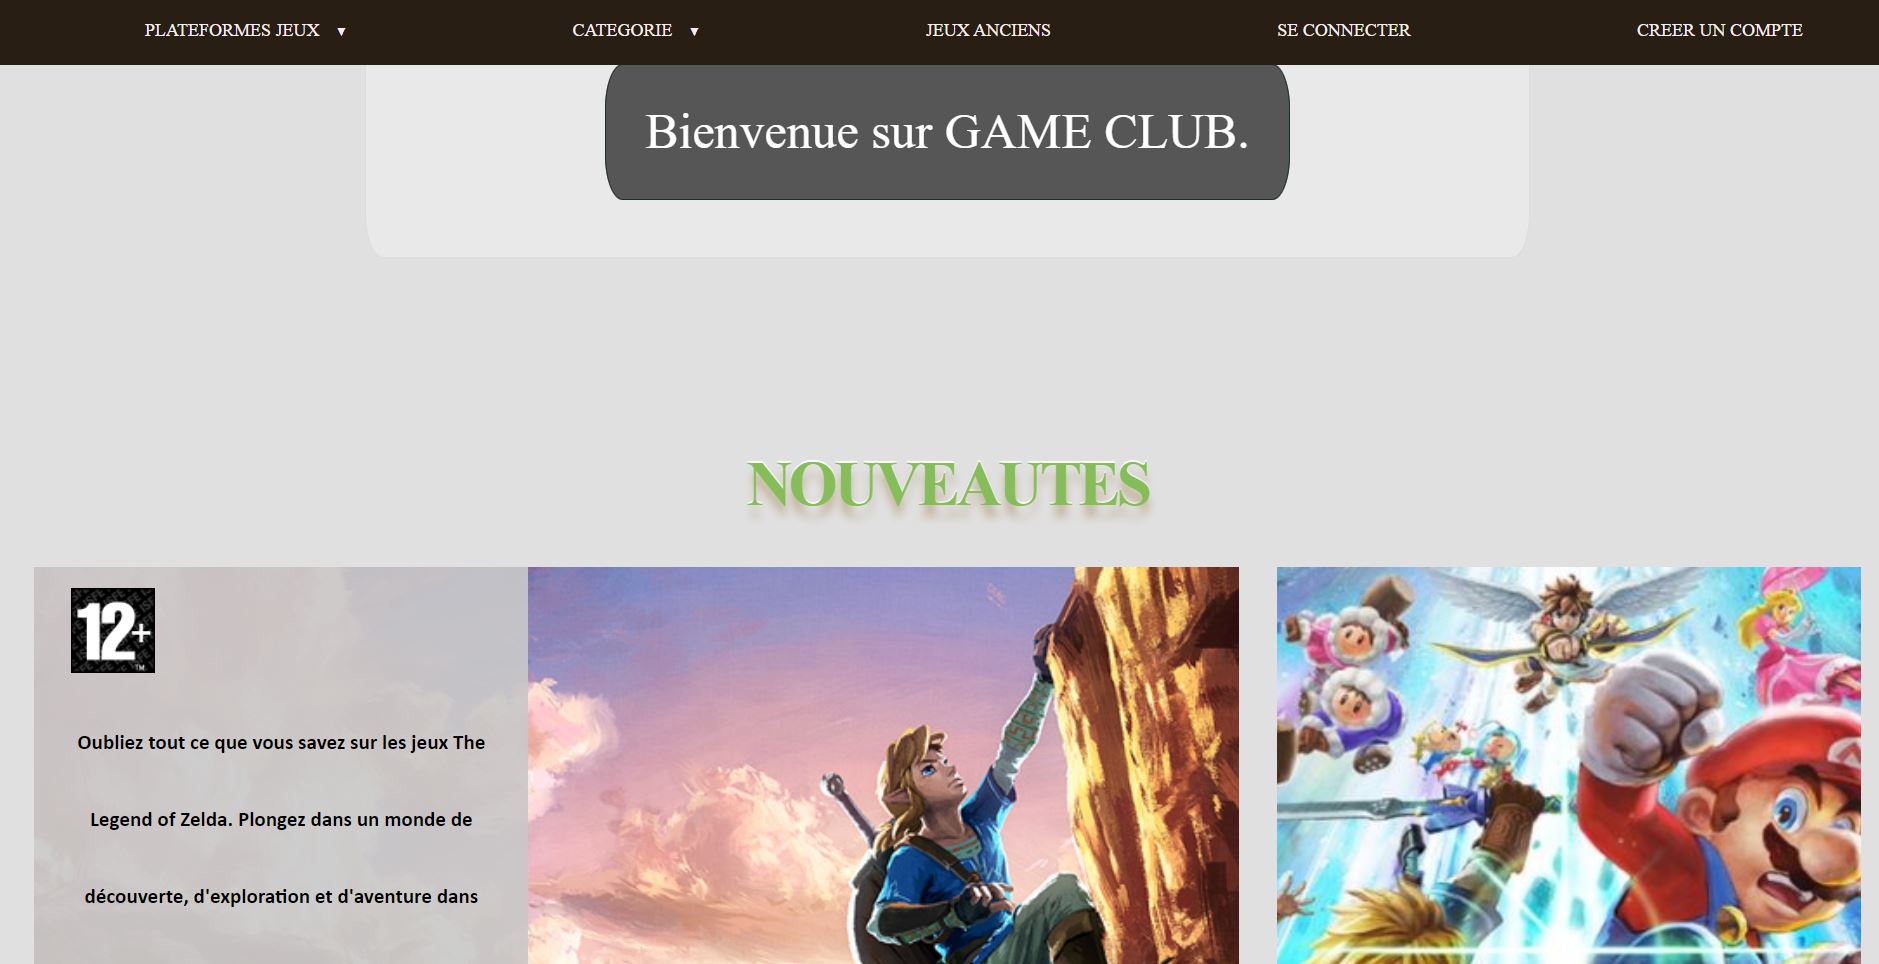 PLATEFORMES JEUX ▼ CATEGORIE ▼ JEUX ANCIENS SE CONNECTER CREER UN COMPTE
Bienvenue sur GAME CLUB.
NOUVEAUTES
12+
TM
Oubliez tout ce que vous savez sur les jeux The
Legend of Zelda. Plongez dans un monde de
découverte, d'exploration et d'aventure dans